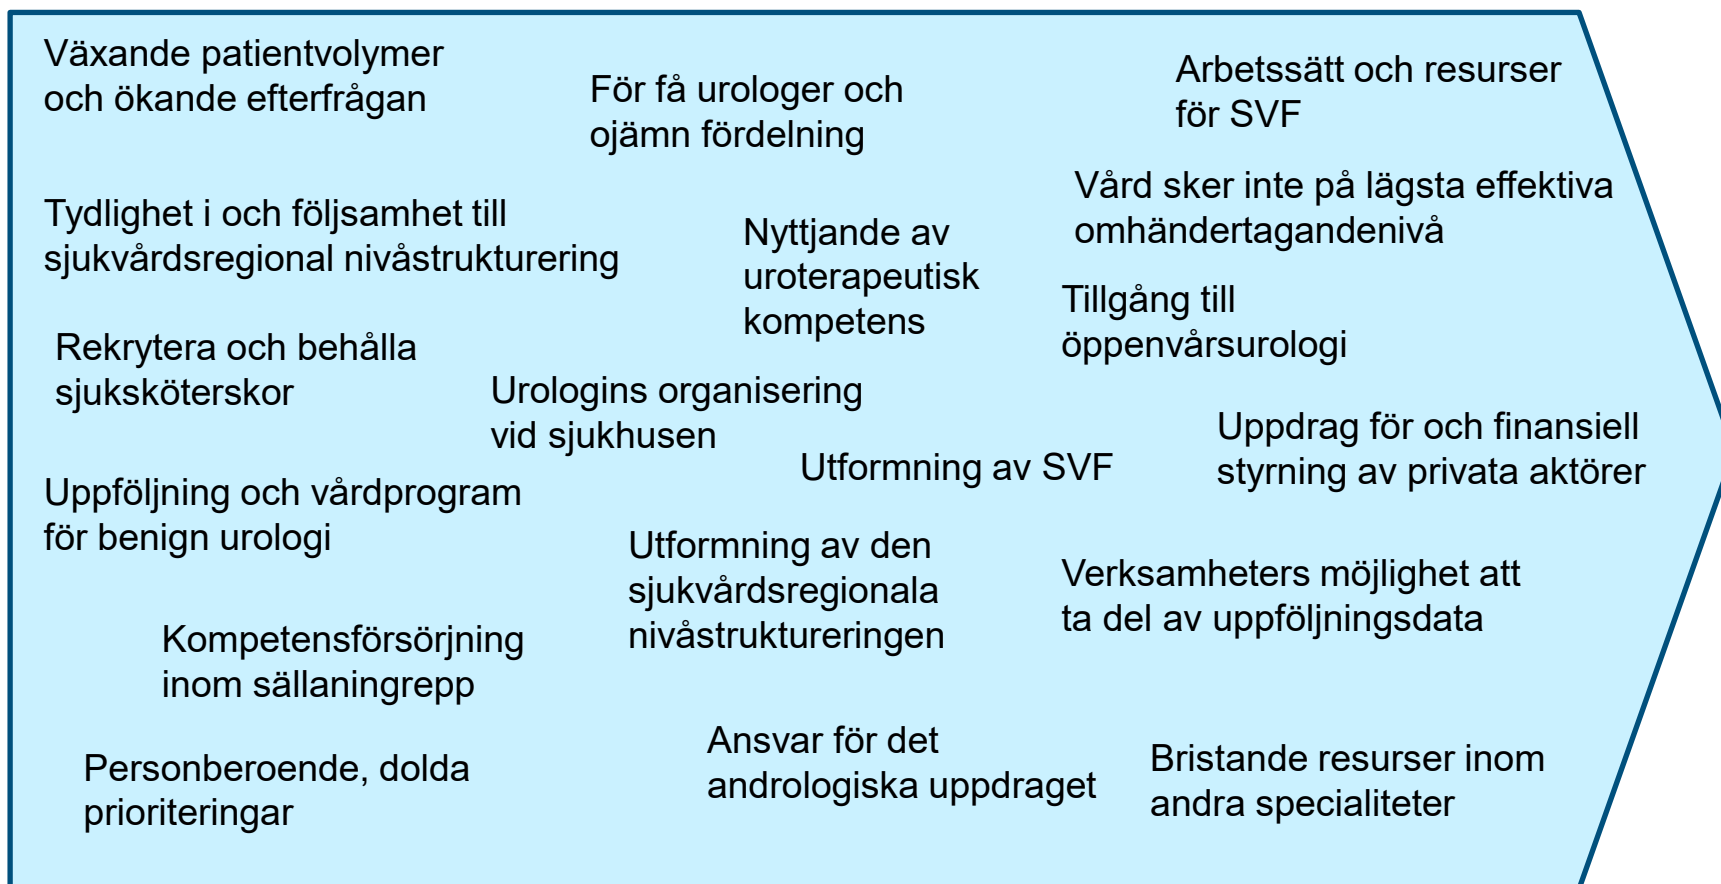 Växande patientvolymer
och ökande efterfrågan
För få urologer och
ojämn fördelning
Arbetssätt och resurser
för SVF
Tydlighet i och följsamhet till
sjukvårdsregional nivåstrukturering
Nyttjande av
uroterapeutisk
kompetens
Vård sker inte på lägsta effektiva
omhändertagandenivå
Tillgång till
öppenvårsurologi
Rekrytera och behålla
sjuksköterskor
Urologins organisering
vid sjukhusen
Utformning av SVF
Uppdrag för och finansiell
styrning av privata aktörer
Uppföljning och vårdprogram
för benign urologi
Utformning av den
sjukvårdsregionala
nivåstruktureringen
Verksamheters möjlighet att
ta del av uppföljningsdata
Kompetensförsörjning
inom sällaningrepp
Personberoende, dolda
prioriteringar
Ansvar för det
andrologiska uppdraget
Bristande resurser inom
andra specialiteter